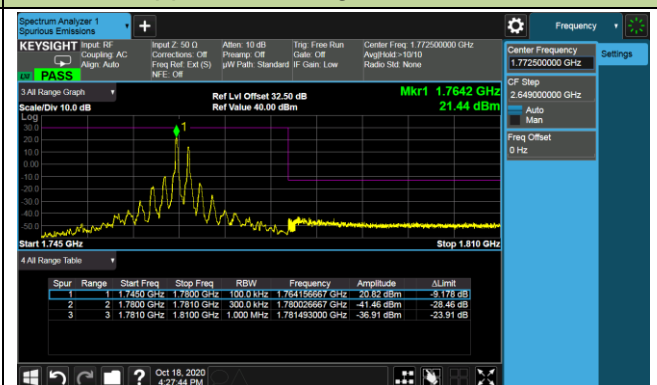 Spectrum Analyzer 1
Spurious Emissions
Frequency
KEYSIGHT
Input: RF
Coupling: AC
Align: Auto
Input Z: 50 Ω
Corrections: Off
Freq Ref: Ext (S)
NFE: Off
Atten: 10 dB
Preamp: Off
µW Path: Standard
Trig: Free Run
Gate: Off
IF Gain: Low
Center Freq: 1.772500000 GHz
Avg|Hold:>10/10
Radio Std: None
PASS
Center Frequency
1.772500000 GHz
Settings
CF Step
2.649000000 GHz
Auto
Man
Freq Offset
0 Hz
3 All Range Graph
Scale/Div 10.0 dB
Ref Lvl Offset 32.50 dB
Ref Value 40.00 dBm
Mkr1 1.7642 GHz
21.44 dBm
Log
30.0
20.0
10.0
0.00
-10.0
-20.0
-30.0
-40.0
-50.0
1
Start 1.745 GHz
Stop 1.810 GHz
4 All Range Table
Spur Range Start Freq Stop Freq RBW Frequency Amplitude ΔLimit
1 1 1.7450 GHz 1.7800 GHz 100.0 kHz 1.764156667 GHz 20.82 dBm -9.178 dB
2 2 1.7800 GHz 1.7810 GHz 300.0 kHz 1.780026667 GHz -41.46 dBm -28.46 dB
3 3 1.7810 GHz 1.8100 GHz 1.000 MHz 1.781493000 GHz -36.91 dBm -23.91 dB
Oct 18, 2020
4:27:44 PM